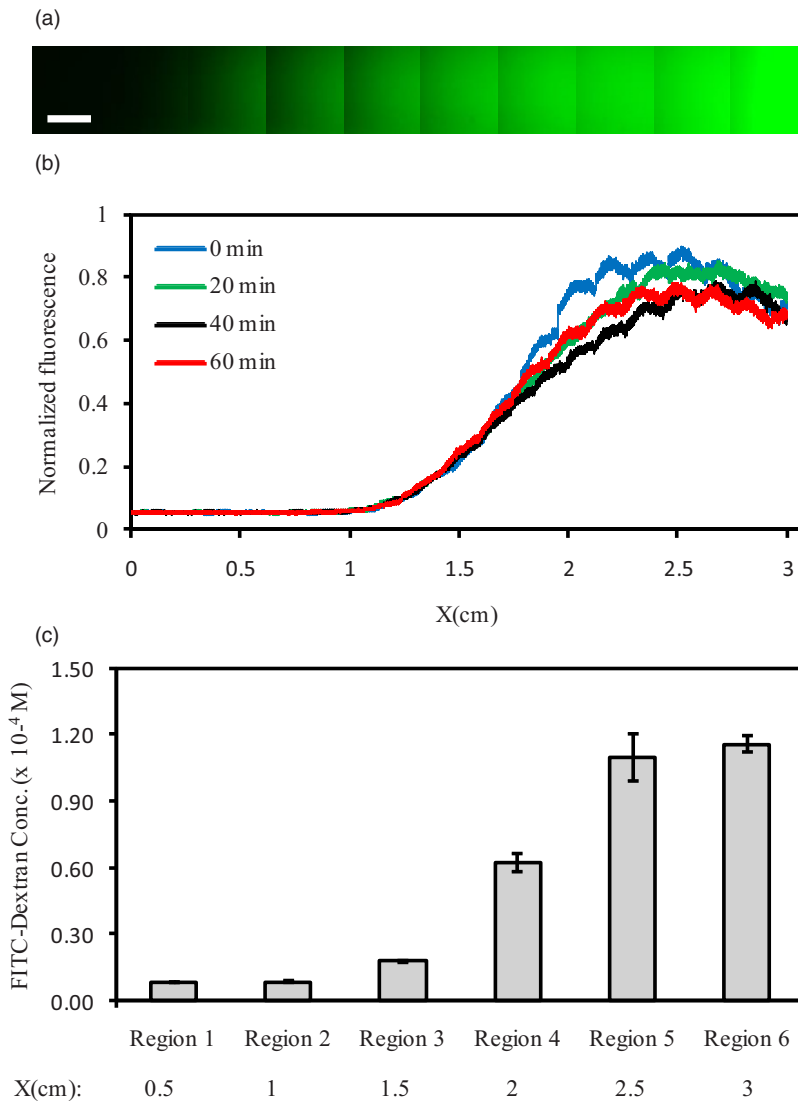 (a)
(b)
Normalized fluorescence
1
0.8
0.6
0.4
0.2
0
0 min
20 min
40 min
60 min
0 0.5 1 1.5 2 2.5 3
X(cm)
(c)
FITC-Dextran Conc. (x 10-⁴ M)
1.50
1.20
0.90
0.60
0.30
0.00
Region 1 Region 2 Region 3 Region 4 Region 5 Region 6
X(cm): 0.5 1 1.5 2 2.5 3